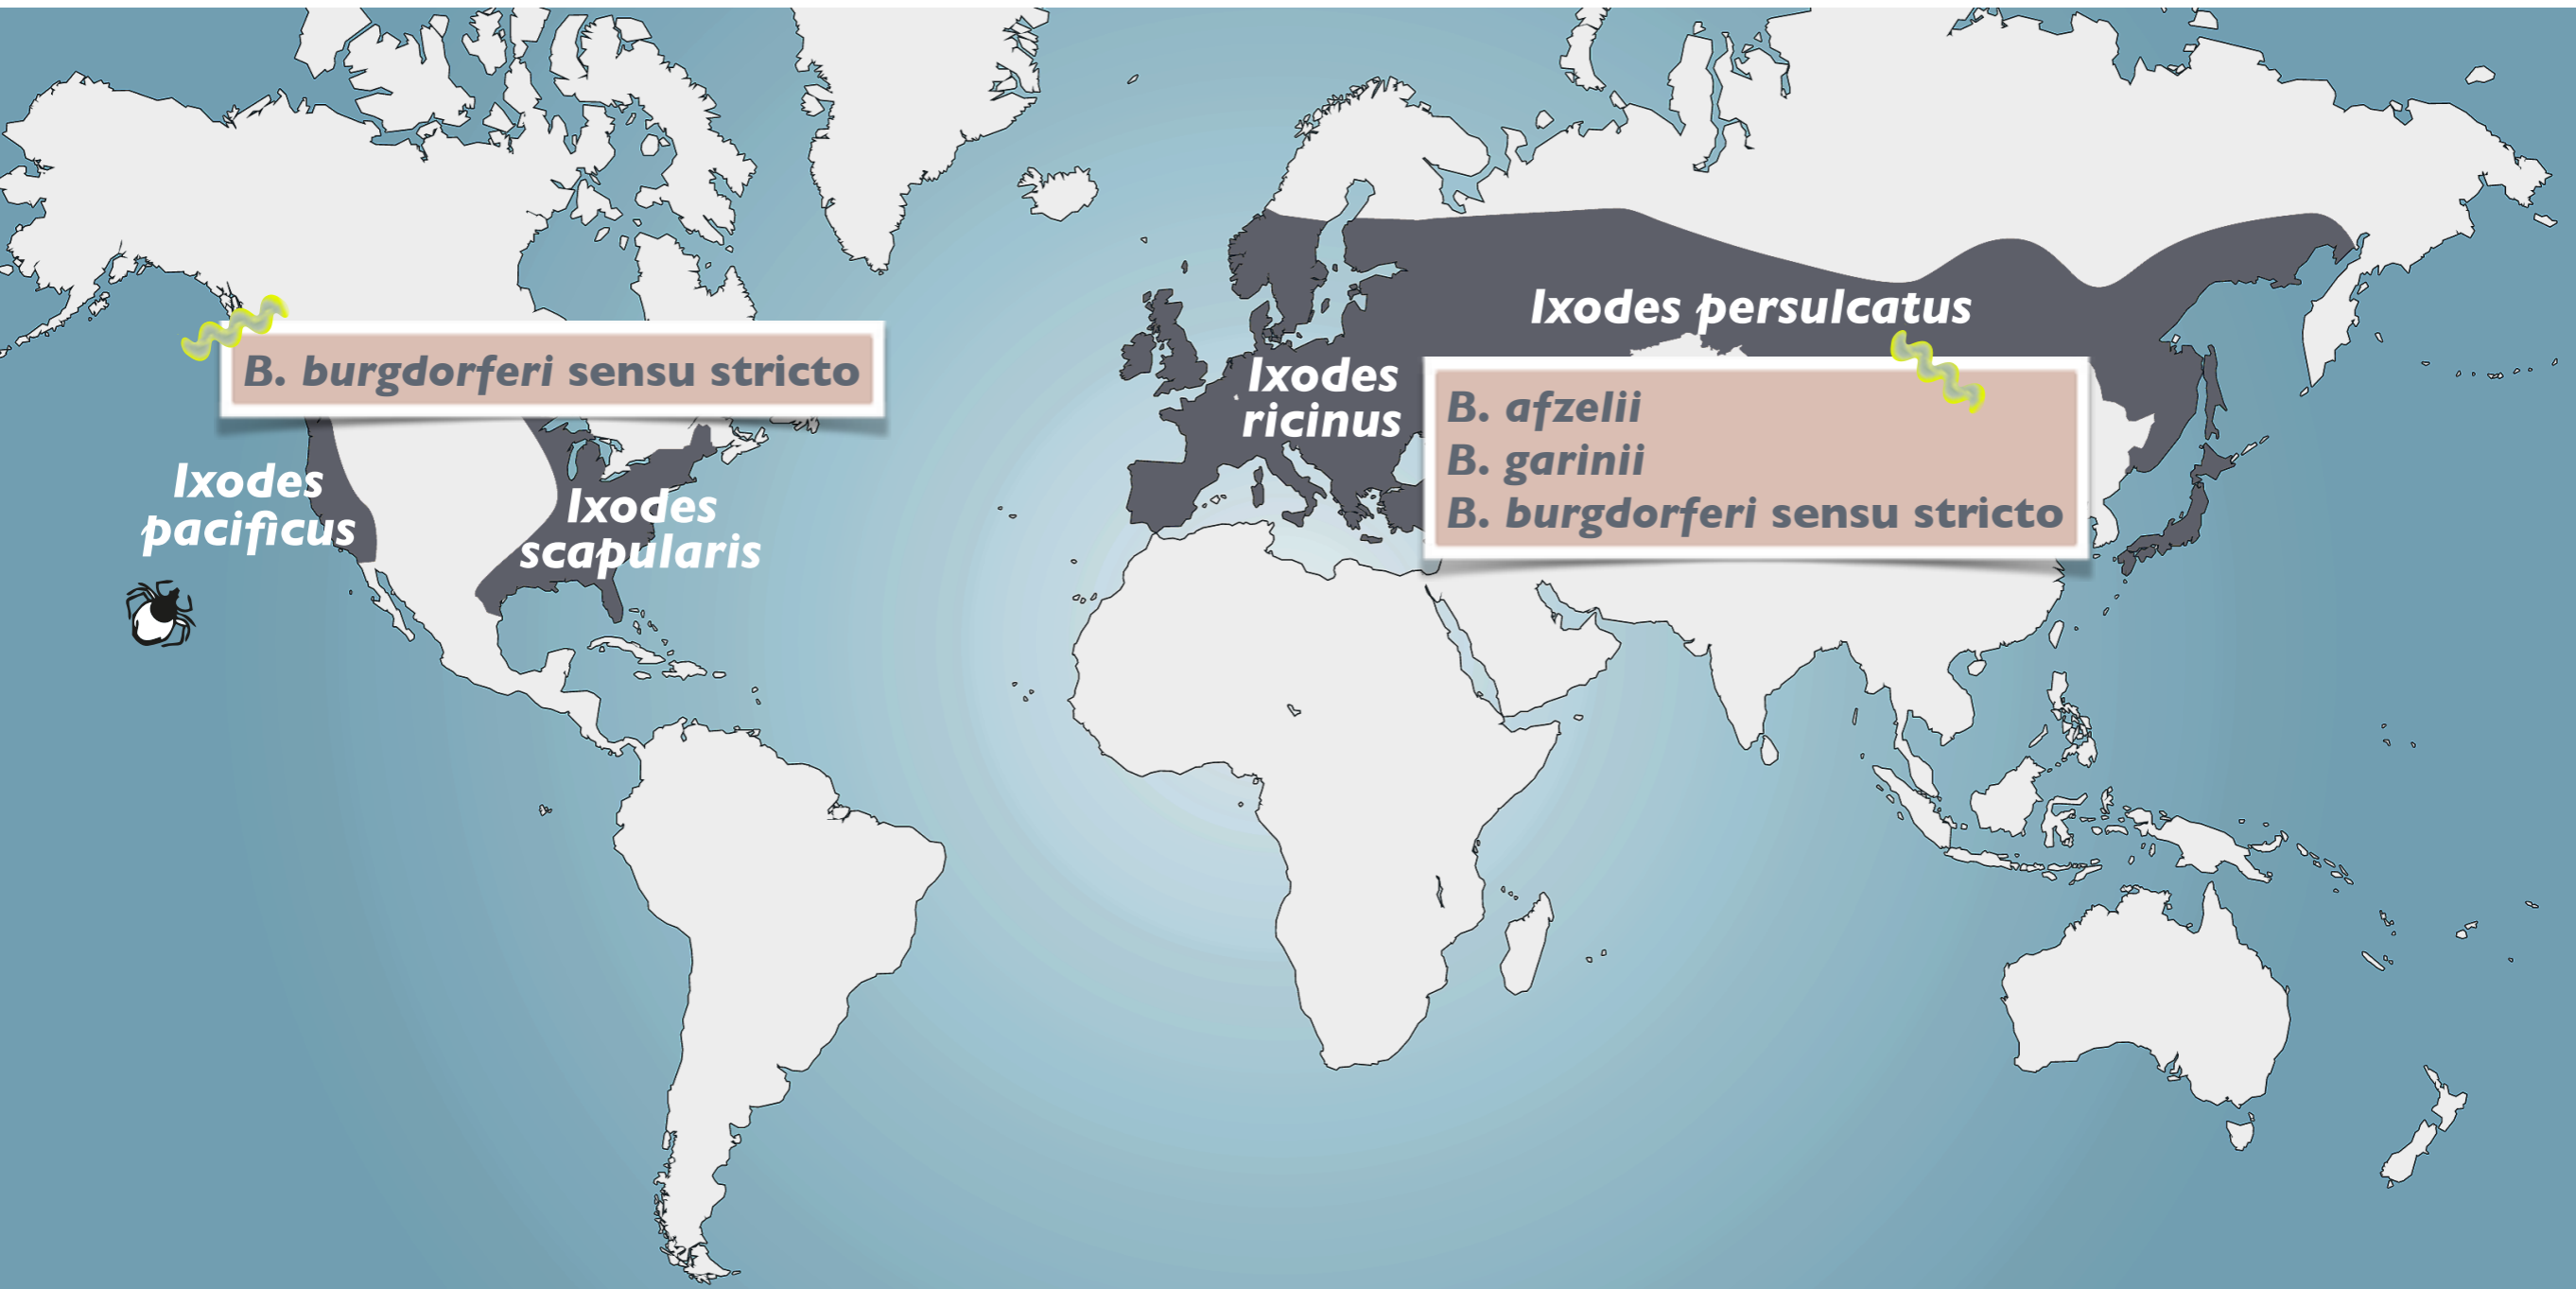 B. burgdorferi sensu stricto
Ixodes
pacificus
Ixodes
scapularis
Ixodes
ricinus
Ixodes persulcatus
B. afzelii
B. garinii
B. burgdorferi sensu stricto